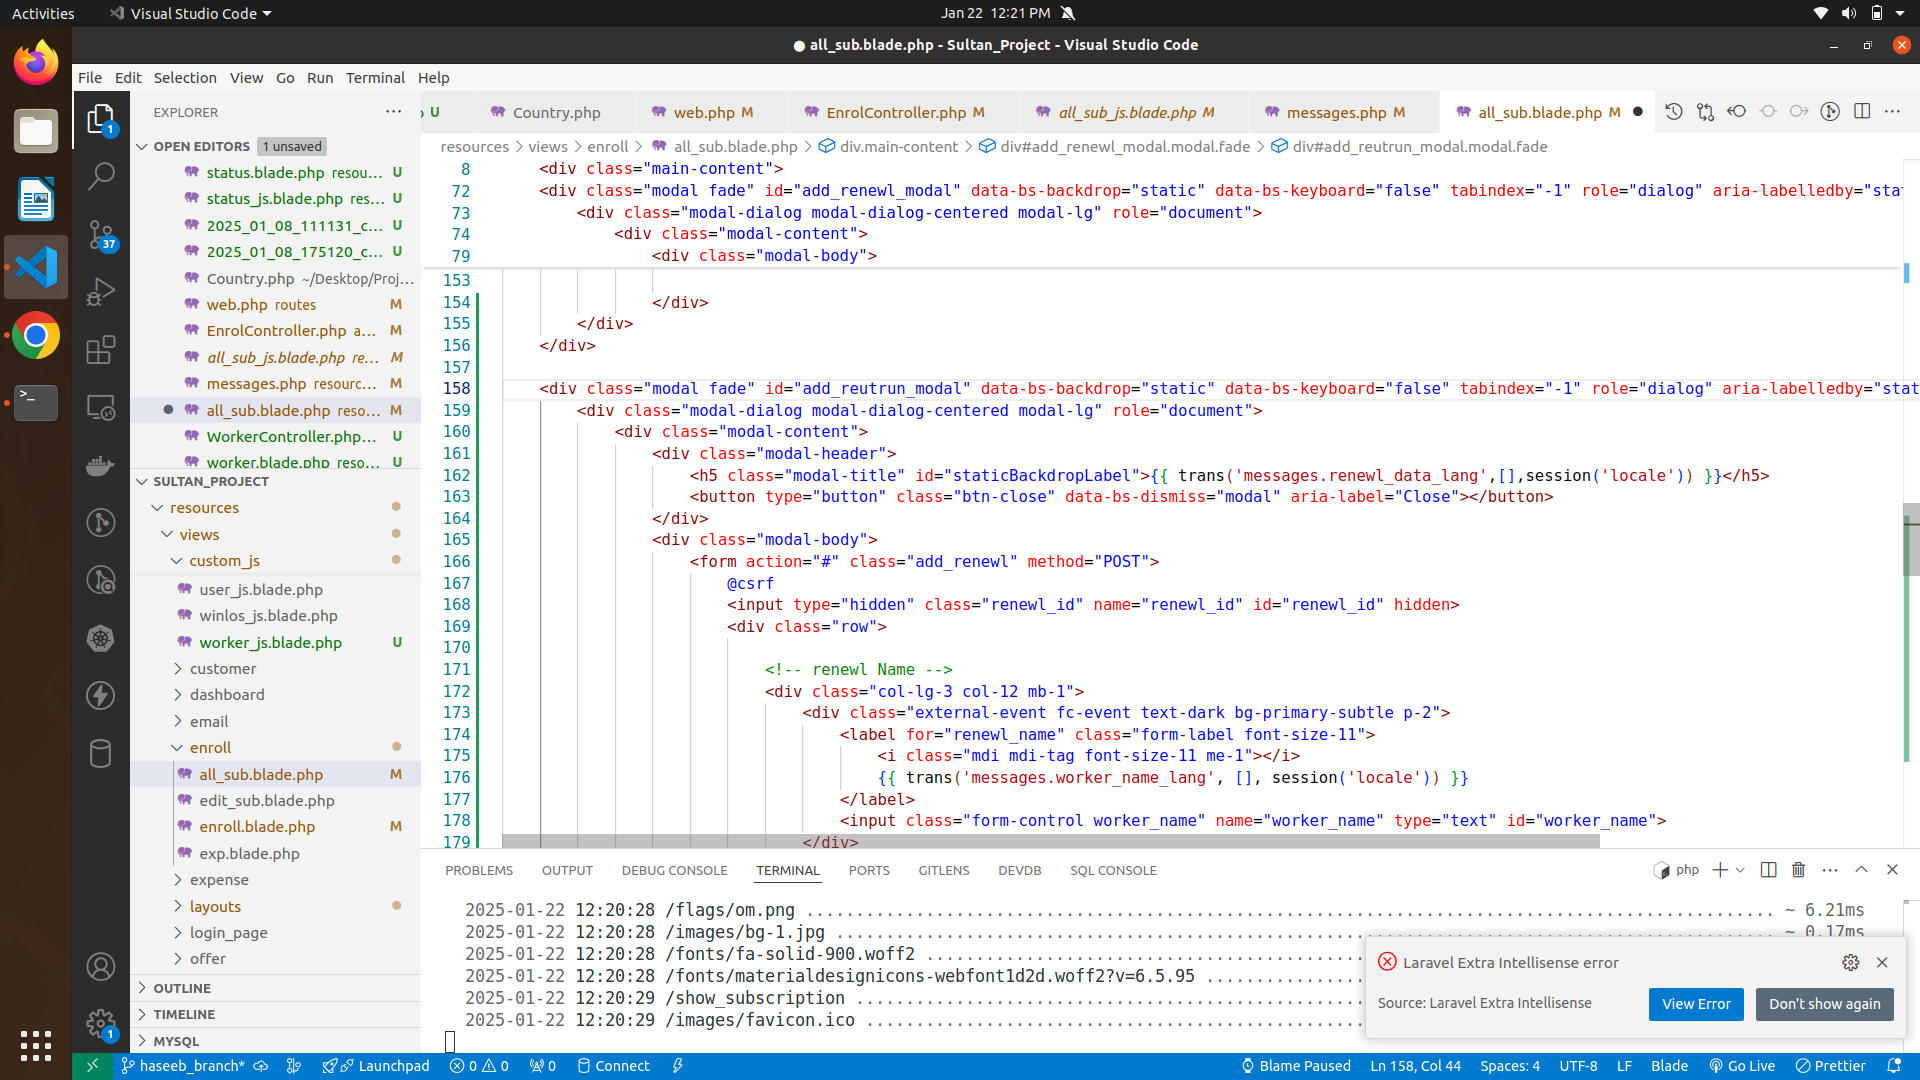 Activities
Visual Studio Code
Jan 22 12:21 PM
● all_sub.blade.php - Sultan_Project - Visual Studio Code
File Edit Selection View Go Run Terminal Help
EXPLORER
OPEN EDITORS 1 unsaved
status.blade.php resou... U
status_js.blade.php res... U
2025_01_08_111131_c... U
2025_01_08_175120_c... U
Country.php ~/Desktop/Proj...
web.php routes M
EnrolController.php a... M
all_sub_js.blade.php re... M
messages.php resourc... M
all_sub.blade.php reso... M
WorkerController.php... U
worker.blade.php reso... U
SULTAN_PROJECT
resources
views
custom_js
user_js.blade.php
winlos_js.blade.php
worker_js.blade.php U
customer
dashboard
email
enroll
all_sub.blade.php M
edit_sub.blade.php
enroll.blade.php M
exp.blade.php
expense
layouts
login_page
offer
OUTLINE
TIMELINE
MYSQL
1
37
1
U
Country.php
web.php M
EnrolController.php M
all_sub_js.blade.php M
messages.php M
all_sub.blade.php M
resources > views > enroll > all_sub.blade.php > div.main-content > div#add_renewl_modal.modal.fade > div#add_reutrun_modal.modal.fade
8 <div class="main-content">
72 <div class="modal fade" id="add_renewl_modal" data-bs-backdrop="static" data-bs-keyboard="false" tabindex="-1" role="dialog" aria-labelledby="sta
73 <div class="modal-dialog modal-dialog-centered modal-lg" role="document">
74 <div class="modal-content">
79 <div class="modal-body">
153
154 </div>
155 </div>
156 </div>
157
158 <div class="modal fade" id="add_reutrun_modal" data-bs-backdrop="static" data-bs-keyboard="false" tabindex="-1" role="dialog" aria-labelledby="stat
159 <div class="modal-dialog modal-dialog-centered modal-lg" role="document">
160 <div class="modal-content">
161 <div class="modal-header">
162 <h5 class="modal-title" id="staticBackdropLabel">{{ trans('messages.renewl_data_lang',[],session('locale')) }}</h5>
163 <button type="button" class="btn-close" data-bs-dismiss="modal" aria-label="Close"></button>
164 </div>
165 <div class="modal-body">
166 <form action="#" class="add_renewl" method="POST">
167 @csrf
168 <input type="hidden" class="renewl_id" name="renewl_id" id="renewl_id" hidden>
169 <div class="row">
170
171 <!-- renewl Name -->
172 <div class="col-lg-3 col-12 mb-1">
173 <div class="external-event fc-event text-dark bg-primary-subtle p-2">
174 <label for="renewl_name" class="form-label font-size-11">
175 <i class="mdi mdi-tag font-size-11 me-1"></i>
176 {{ trans('messages.worker_name_lang', [], session('locale')) }}
177 </label>
178 <input class="form-control worker_name" name="worker_name" type="text" id="worker_name">
179 </div>
PROBLEMS OUTPUT DEBUG CONSOLE TERMINAL PORTS GITLENS DEVDB SQL CONSOLE
php
2025-01-22 12:20:28 /flags/om.png ................................................................................................. ~ 6.21ms
2025-01-22 12:20:28 /images/bg-1.jpg .............................................................................................. ~ 0.17ms
2025-01-22 12:20:28 /fonts/fa-solid-900.woff2 .............................................
2025-01-22 12:20:28 /fonts/materialdesignicons-webfont1d2d.woff2?v=6.5.95 ................
2025-01-22 12:20:29 /show_subscription ...................................................
2025-01-22 12:20:29 /images/favicon.ico ..................................................
Laravel Extra Intellisense error
Source: Laravel Extra Intellisense
View Error
Don't show again
haseeb_branch*
Launchpad
0 0
0
Connect
Blame Paused
Ln 158, Col 44
Spaces: 4
UTF-8
LF
Blade
Go Live
Prettier